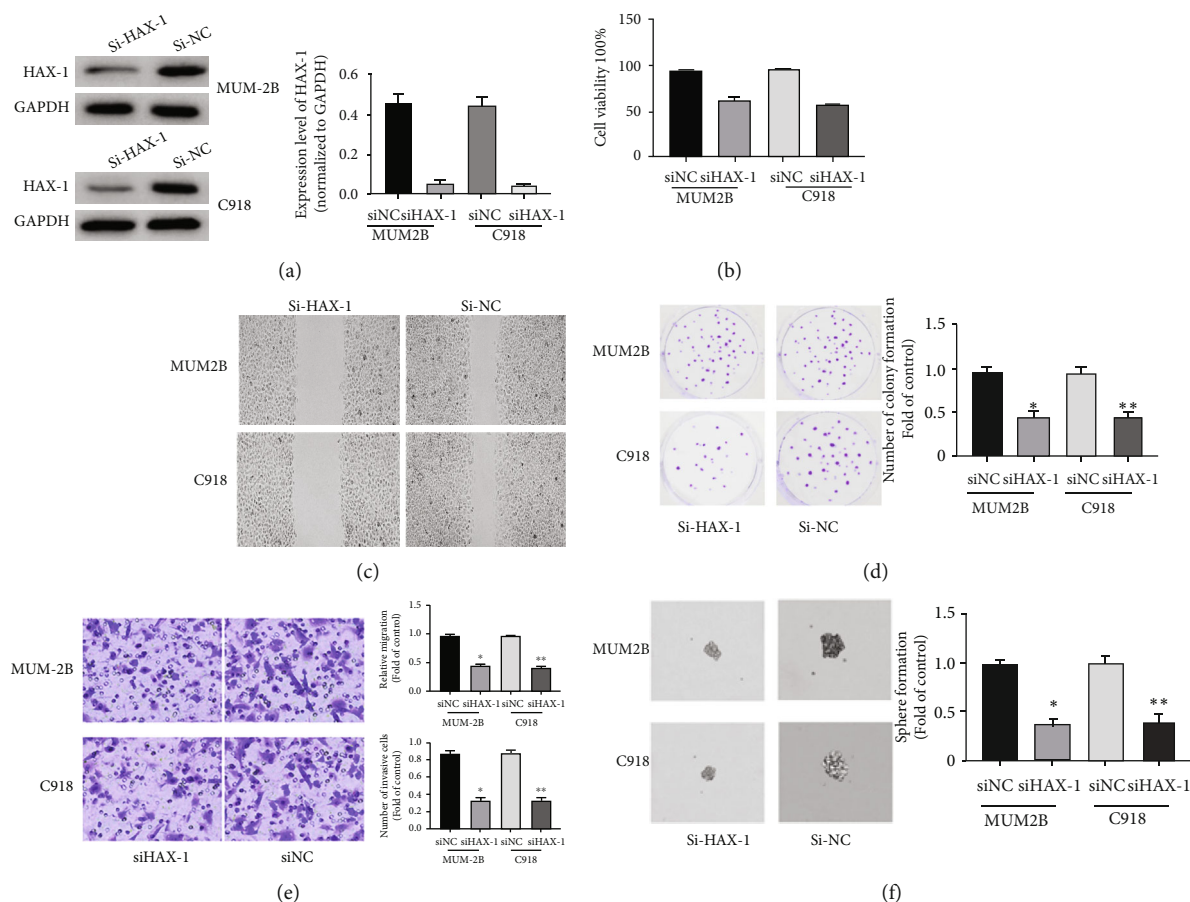 Si-HAX-1 Si-NC
HAX-1
GAPDH
MUM-2B
Si-HAX-1 Si-NC
HAX-1
GAPDH
C918
Expression level of HAX-1
(normalized to GAPDH)
0.6
0.4
0.2
0.0
siNC siHAX-1 siNC siHAX-1
MUM2B C918
(a)
Cell viability 100%
150
100
50
0
siNC siHAX-1 siNC siHAX-1
MUM2B C918
(b)
Si-HAX-1 Si-NC
MUM2B
C918
(c)
MUM2B
C918
Si-HAX-1 Si-NC
Number of colony formation
Fold of control)
1.5
1.0
0.5
0
* **
siNC siHAX-1 siNC siHAX-1
MUM2B C918
(d)
MUM-2B
C918
siHAX-1 siNC
Relative migration
(Fold of control)
1.5
1.0
0.5
0.0
* **
siNC siHAX-1 siNC siHAX-1
MUM-2B C918
Number of invasive cells
(Fold of control)
1.0
0.8
0.6
0.4
0.2
0.0
* **
siNC siHAX-1 siNC siHAX-1
MUM-2B C918
(e)
MUM2B
C918
Si-HAX-1 Si-NC
Sphere formation
(Fold of control)
1.5
1.0
0.5
0
* **
siNC siHAX-1 siNC siHAX-1
MUM2B C918
(f)